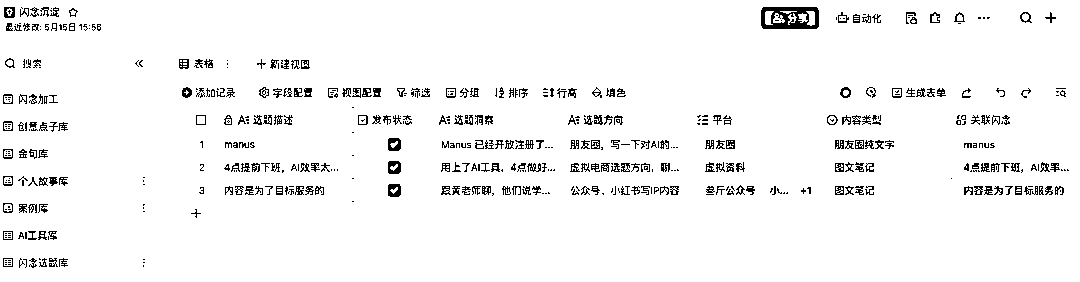 闪念沉淀
最近修改: 5月15日 15:56
分享 自动化
搜索
表格 新建视图
添加记录 字段配置 视图配置 筛选 分组 排序 行高 填色 生成表单
闪念加工
创意点子库
金句库
个人故事库
案例库
AI工具库
闪念选题库
选题描述 发布状态 选题洞察 选题方向 平台 内容类型 关联闪念
1 manus Manus 已经开放注册了... 朋友圈，写一下对AI的... 朋友圈 朋友圈纯文字 manus
2 4点提前下班，AI效率太... 用上了AI工具，4点做好... 虚拟电商选题方向，聊... 虚拟资料 图文笔记 4点提前下班，AI效率太...
3 内容是为了目标服务的 跟黄老师聊，他们说学... 公众号、小红书写IP内容 叁斤公众号 小... +1 图文笔记 内容是为了目标服务的